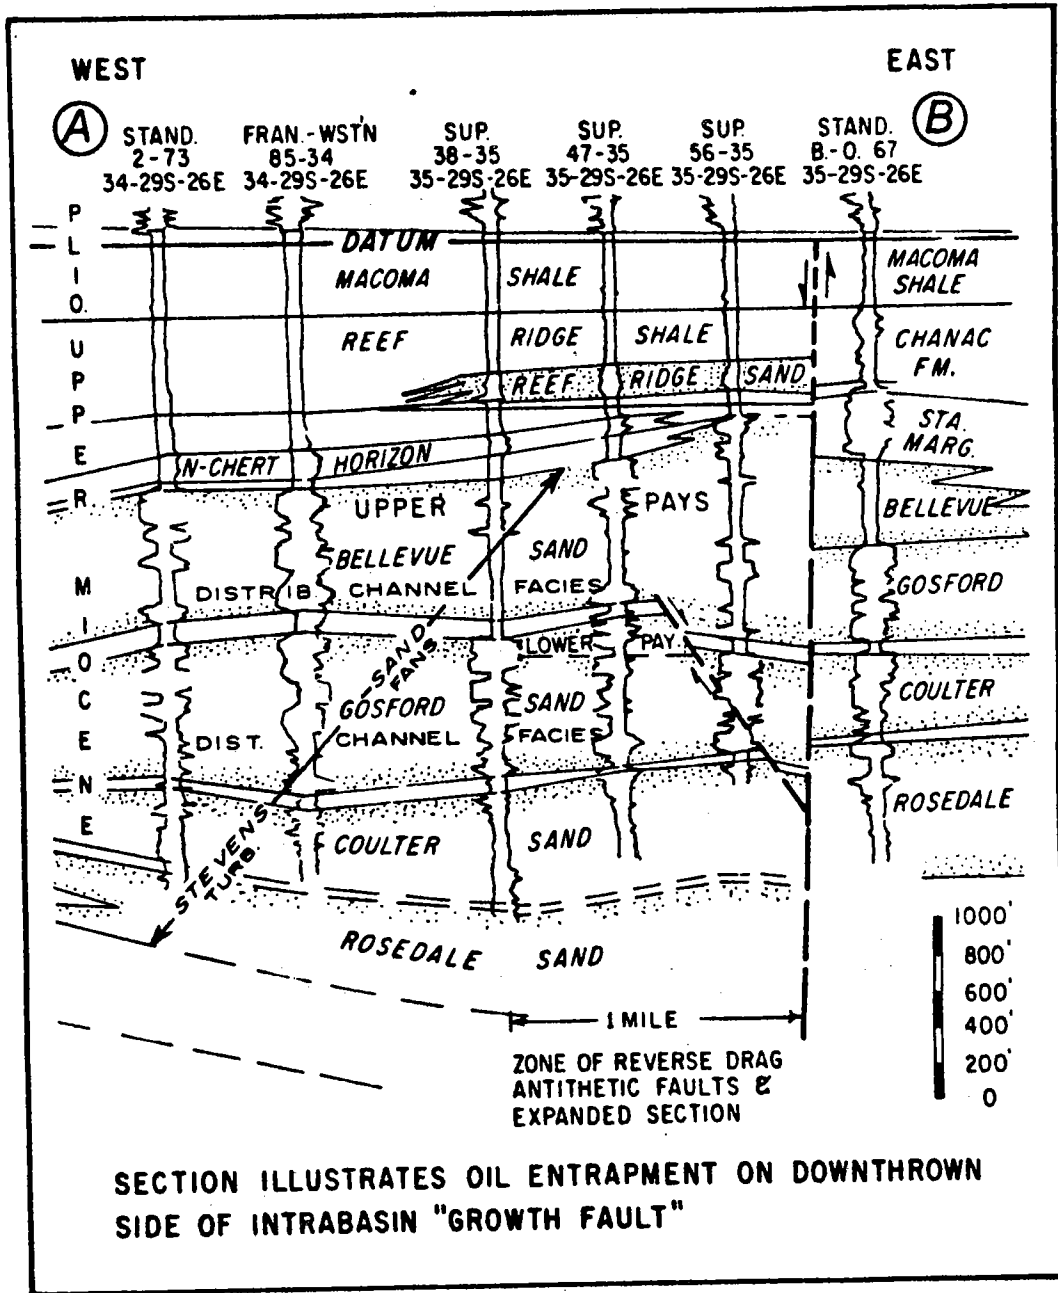 WEST
EAST
A
B
STAND.
2-73
34-29S-26E
FRAN.-WST'N
85-34
34-29S-26E
SUP.
38-35
35-29S-26E
SUP.
47-35
35-29S-26E
SUP.
56-35
35-29S-26E
STAND.
B.-O. 67
35-29S-26E
PLIO.
UPPER MIOCENE
DATUM
MACOMA SHALE
MACOMA
SHALE
REEF RIDGE SHALE
CHANAC
FM.
REEF RIDGE SAND
STA.
MARG.
N-CHERT HORIZON
UPPER PAYS
BELLEVUE
BELLEVUE SAND
DISTRIB. CHANNEL FACIES
GOSFORD
LOWER PAY
SAND
FANS
COULTER
GOSFORD SAND
DIST. CHANNEL FACIES
ROSEDALE
COULTER SAND
STEVENS
TURB.
ROSEDALE SAND
1000'
800'
600'
400'
200'
0
1 MILE
ZONE OF REVERSE DRAG
ANTITHETIC FAULTS &
EXPANDED SECTION
SECTION ILLUSTRATES OIL ENTRAPMENT ON DOWNTHROWN
SIDE OF INTRABASIN "GROWTH FAULT"